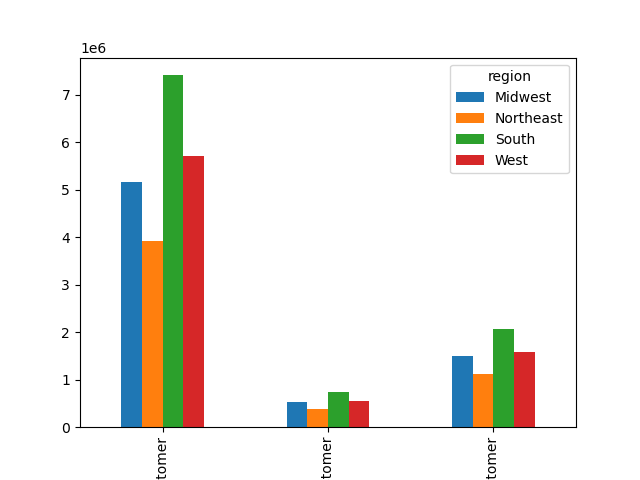 1e6
7
6
5
4
3
2
1
0
region
Midwest
Northeast
South
West
tomer
tomer
tomer